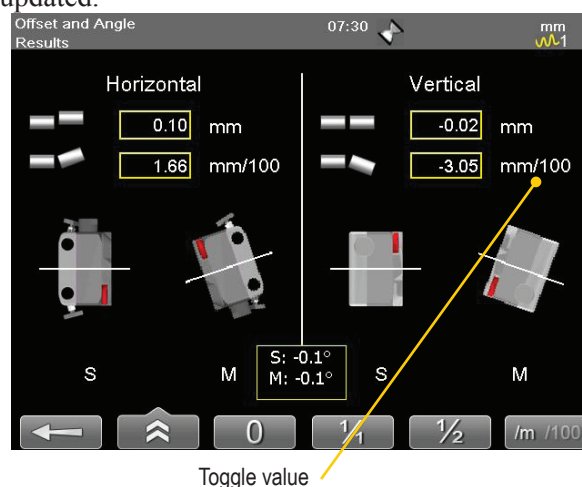 updated.
Offset and Angle 07:30 mm
Results 1
Horizontal Vertical
0.10 mm -0.02 mm
1.66 mm/100 -3.05 mm/100
S: -0.1°
S M M: -0.1° S M
0 1/1 1/2 /m /100
Toggle value